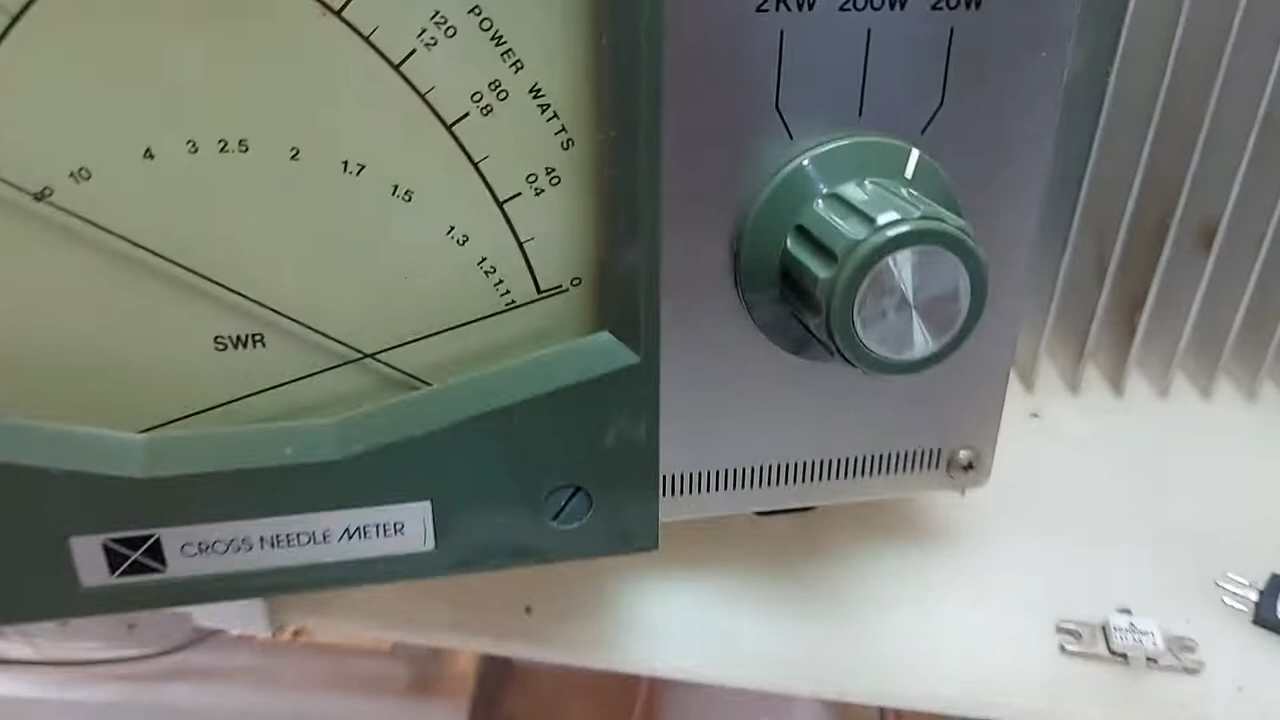 2KW 200W 20W
POWER WATTS
120
1.2
80
0.8
40
0.4
0
∞ 10 4 3 2.5 2 1.7 1.5 1.3 1.2 1.1 1
SWR
CROSS NEEDLE METER